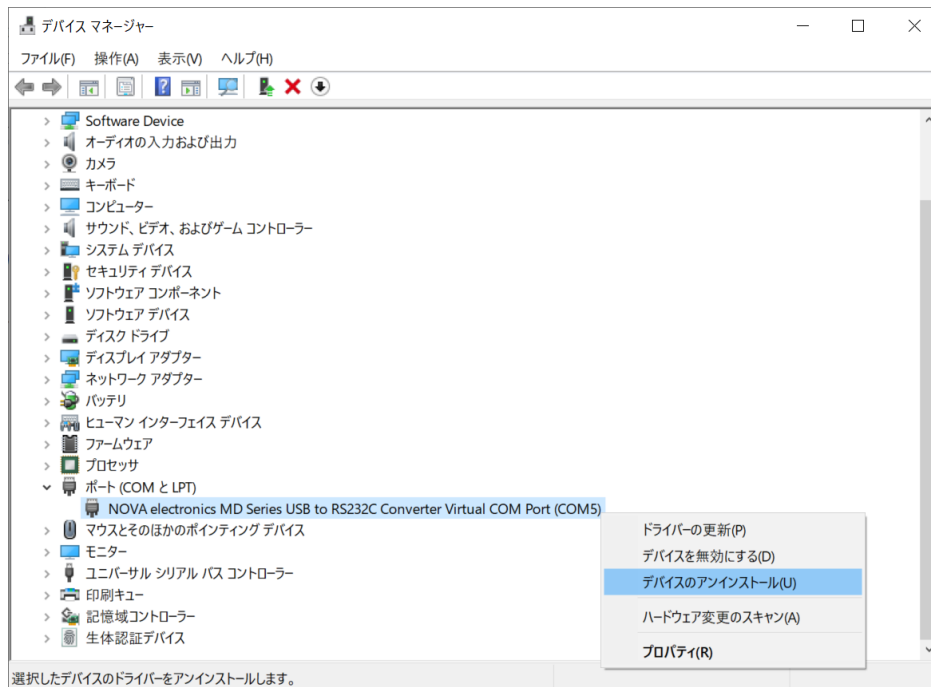 デバイス マネージャー
ファイル(F) 操作(A) 表示(V) ヘルプ(H)
Software Device
オーディオの入力および出力
カメラ
キーボード
コンピューター
サウンド、ビデオ、およびゲーム コントローラー
システム デバイス
セキュリティ デバイス
ソフトウェア コンポーネント
ソフトウェア デバイス
ディスク ドライブ
ディスプレイ アダプター
ネットワーク アダプター
バッテリ
ヒューマン インターフェイス デバイス
ファームウェア
プロセッサ
ポート (COM と LPT)
NOVA electronics MD Series USB to RS232C Converter Virtual COM Port (COM5)
マウスとそのほかのポインティング デバイス
モニター
ユニバーサル シリアル バス コントローラー
印刷キュー
記憶域コントローラー
生体認証デバイス
ドライバーの更新(P)
デバイスを無効にする(D)
デバイスのアンインストール(U)
ハードウェア変更のスキャン(A)
プロパティ(R)
選択したデバイスのドライバーをアンインストールします。